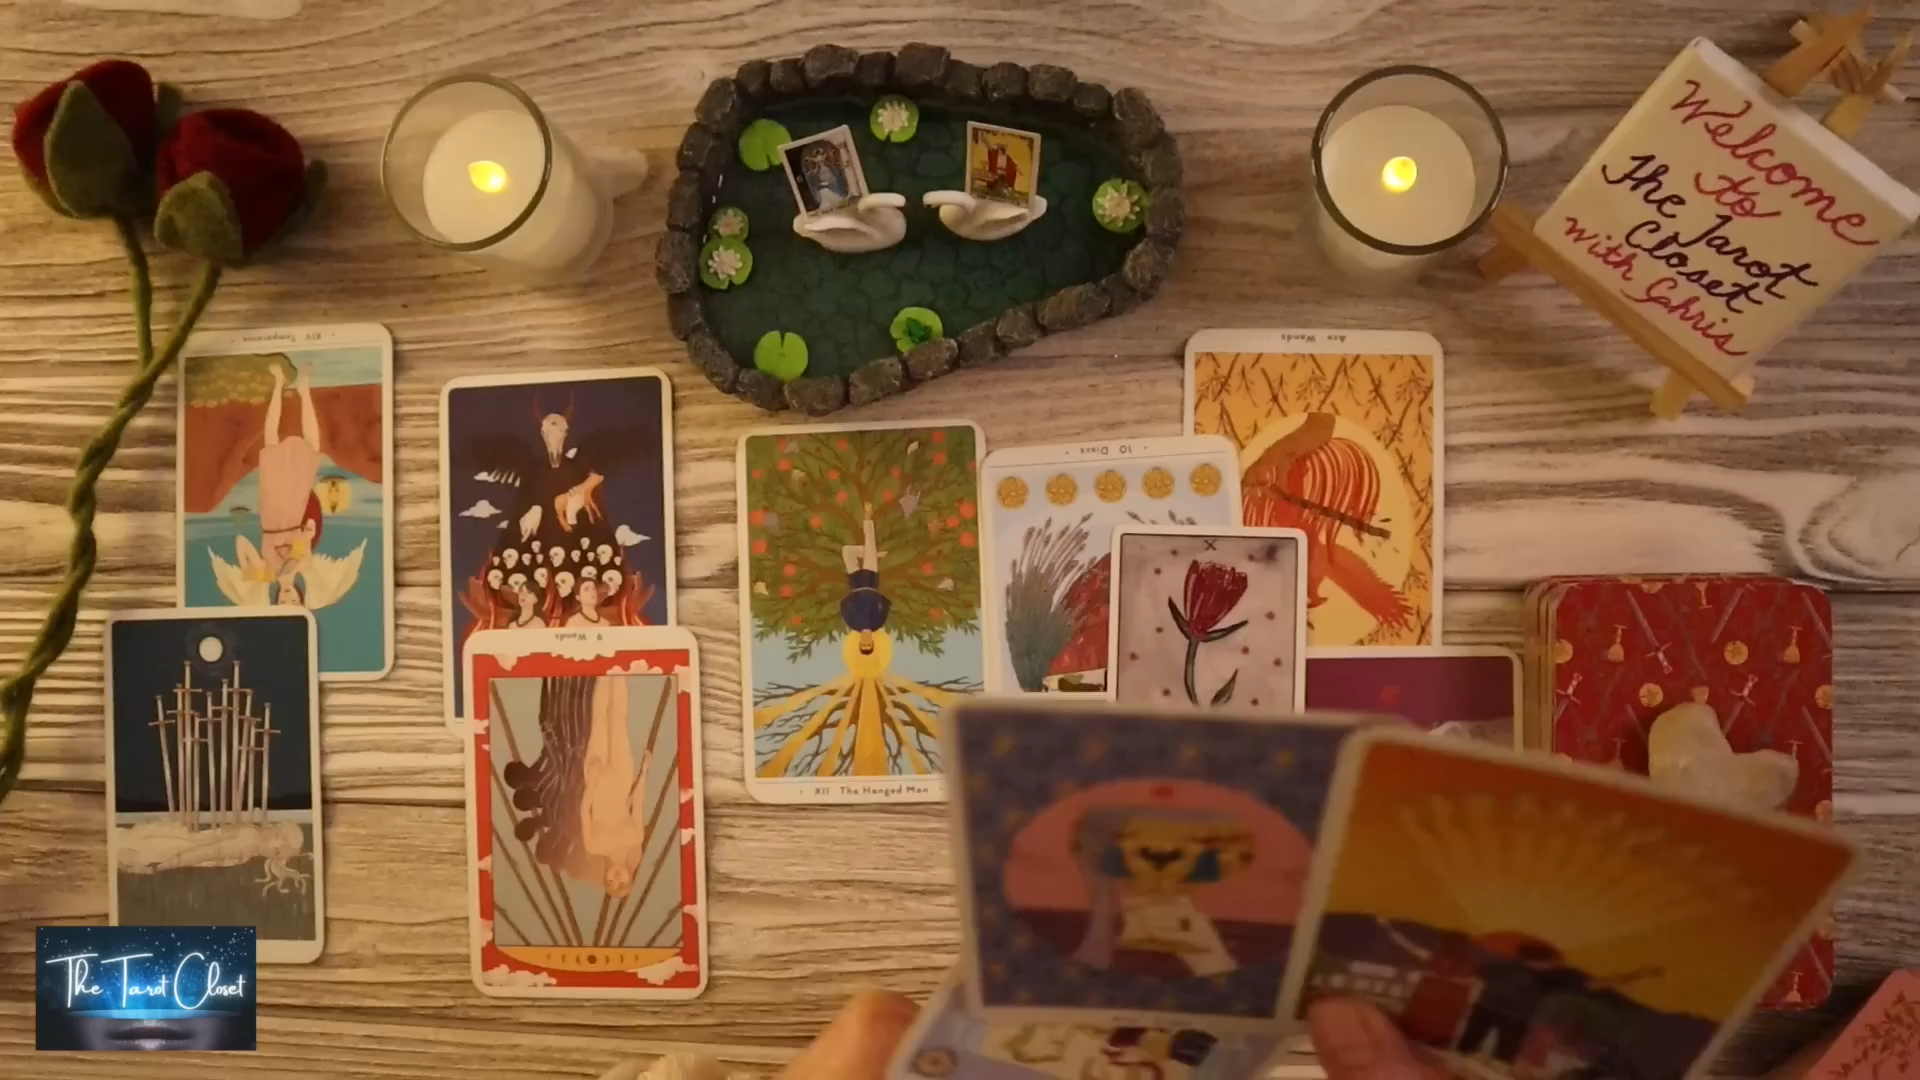 Welcome
to
The Tarot
Closet
With Cahris
XIV Temperance
Ace Wands
10 Discs
X
9 Wands
XII The Hanged Man
The Tarot Closet